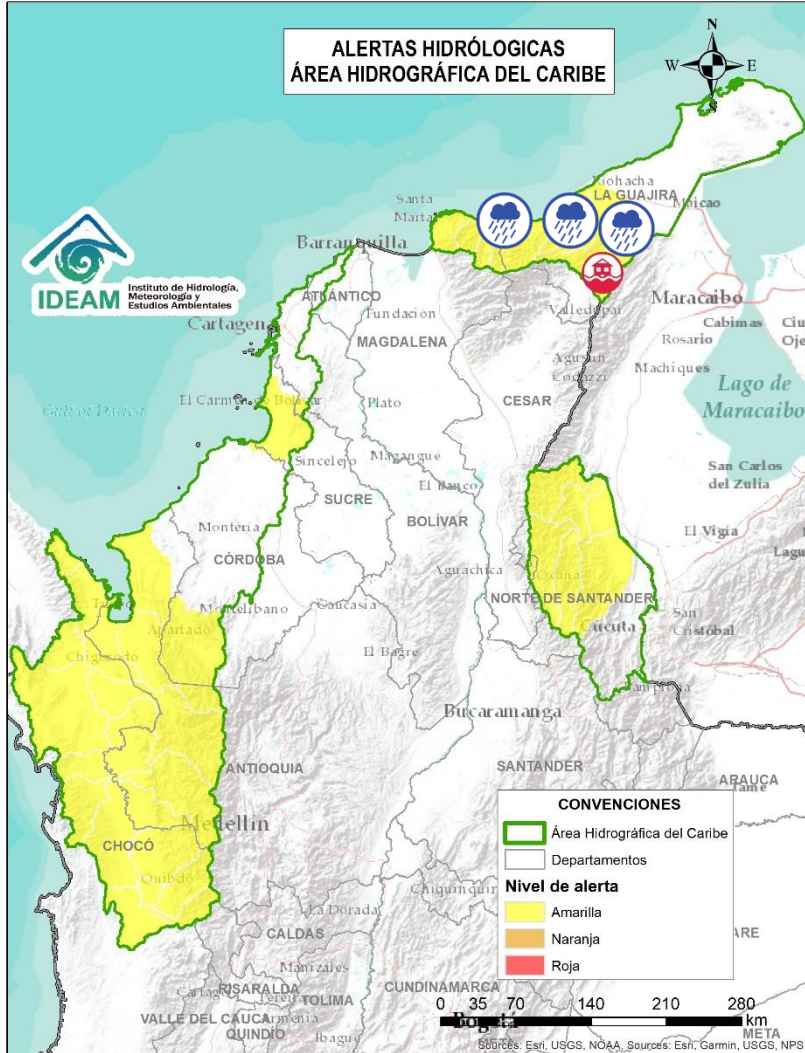 ALERTAS HIDRÓLOGICAS
ÁREA HIDROGRÁFICA DEL CARIBE
N
W
E
S
Riohacha
LA GUAJIRA
Maicao
Santa
Marta
Barranquilla
IDEAM
Instituto de Hidrología,
Meteorología y
Estudios Ambientales
ATLÁNTICO
Fundación
Valledupar
Maracaibo
Cartagena
MAGDALENA
Cabimas
Rosario
Agustín
Codazzi
Machiques
El Carmen de Bolívar
Plato
CESAR
Lago de
Maracaibo
Sincelejo
Magangue
San Carlos
del Zulia
SUCRE
El Banco
Montería
BOLÍVAR
El Vigía
CÓRDOBA
Aguachica
Ocaña
Montelíbano
Caucasia
NORTE DE SANTANDER
San
Cristóbal
Apartado
Cucuta
Chigorodo
El Bagre
Pamplona
Bucaramanga
ANTIOQUIA
SANTANDER
ARAUCA
Medellín
CHOCÓ
Quibdó
La Dorada
CALDAS
Manizales
RISARALDA
Pereira
TOLIMA
CUNDINAMARCA
VALLE DEL CAUCA
Armenia
QUINDÍO
Ibague
Bogotá
META
CONVENCIONES
Área Hidrográfica del Caribe
Departamentos
Nivel de alerta
Amarilla
Naranja
Roja
0 35 70 140 210 280
km
Sources: Esri, USGS, NOAA, Sources: Esri, Garmin, USGS, NPS